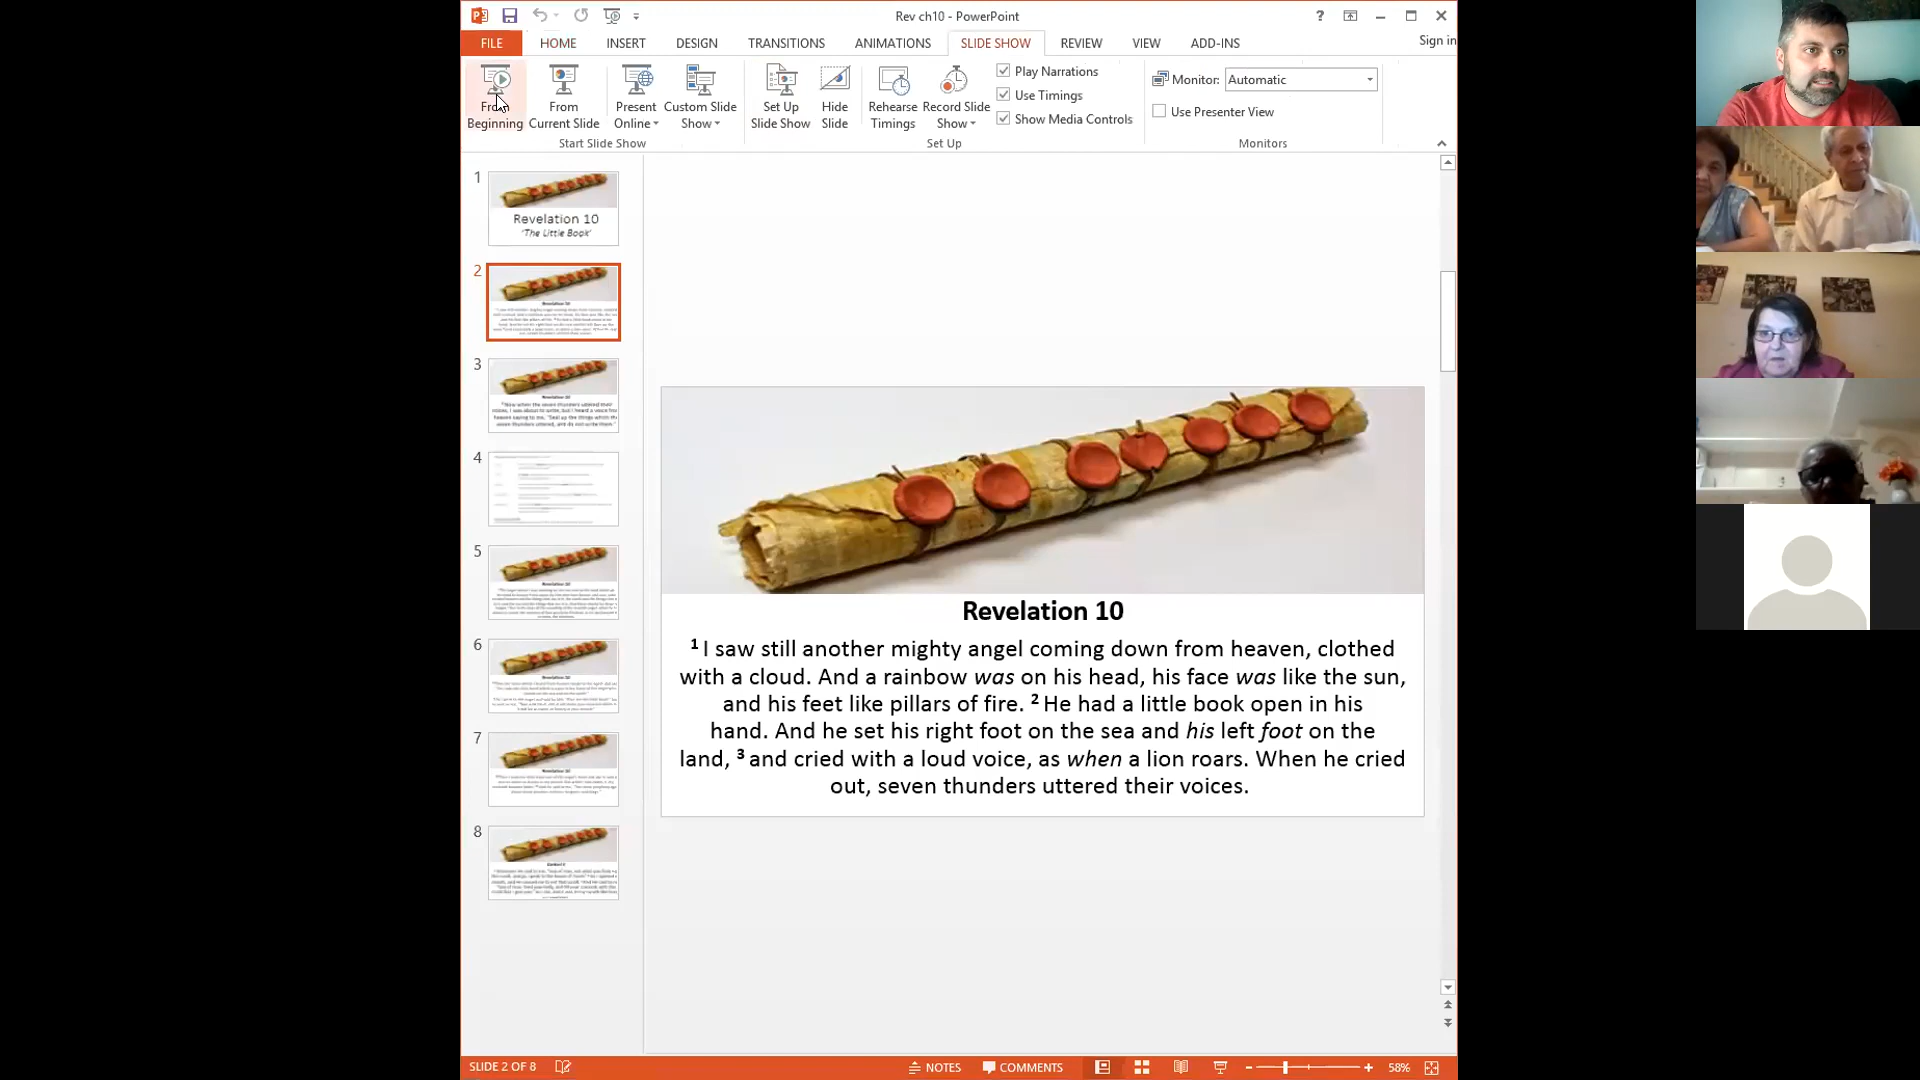 Rev ch10 - PowerPoint
?
FILE
HOME
INSERT
DESIGN
TRANSITIONS
ANIMATIONS
SLIDE SHOW
REVIEW
VIEW
ADD-INS
Sign in
From
Beginning
From
Current Slide
Present
Online
Custom Slide
Show
Set Up
Slide Show
Hide
Slide
Rehearse
Timings
Record Slide
Show
Play Narrations
Use Timings
Show Media Controls
Monitor: Automatic
Use Presenter View
Start Slide Show
Set Up
Monitors
1
Revelation 10
'The Little Book'
2
3
4
5
6
7
8
Revelation 10
1 I saw still another mighty angel coming down from heaven, clothed
with a cloud. And a rainbow was on his head, his face was like the sun,
and his feet like pillars of fire. 2 He had a little book open in his
hand. And he set his right foot on the sea and his left foot on the
land, 3 and cried with a loud voice, as when a lion roars. When he cried
out, seven thunders uttered their voices.
SLIDE 2 OF 8
NOTES
COMMENTS
58%